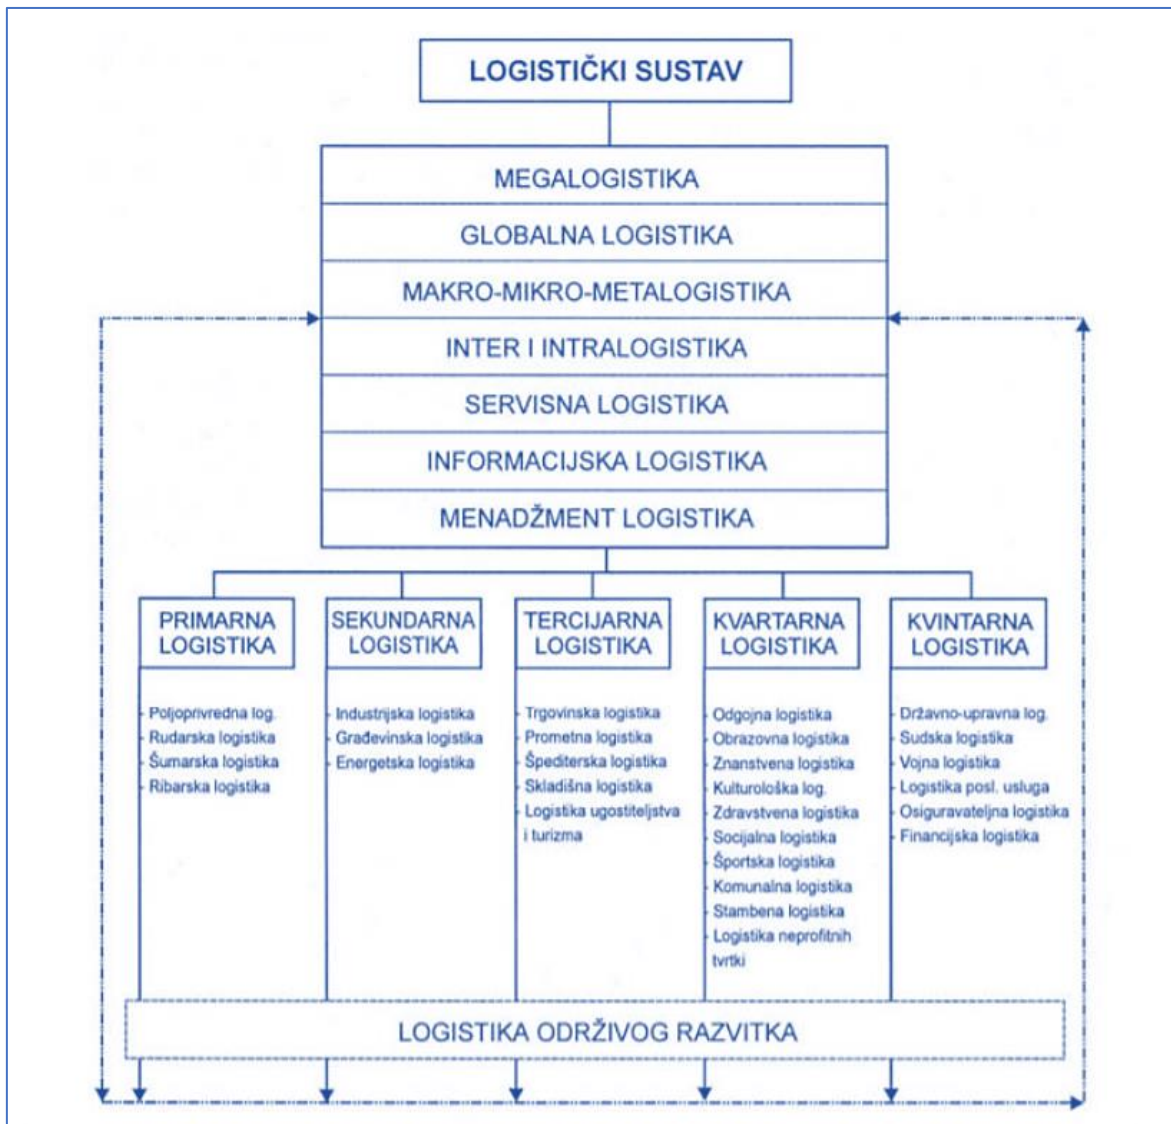 LOGISTIČKI SUSTAV
MEGALOGISTIKA
GLOBALNA LOGISTIKA
MAKRO-MIKRO-METALOGISTIKA
INTER I INTRALOGISTIKA
SERVISNA LOGISTIKA
INFORMACIJSKA LOGISTIKA
MENADŽMENT LOGISTIKA
PRIMARNA
LOGISTIKA
- Poljoprivredna log.
- Rudarska logistika
- Šumarska logistika
- Ribarska logistika
SEKUNDARNA
LOGISTIKA
- Industrijska logistika
- Građevinska logistika
- Energetska logistika
TERCIJARNA
LOGISTIKA
- Trgovinska logistika
- Prometna logistika
- Špediterska logistika
- Skladišna logistika
- Logistika ugostiteljstva
i turizma
KVARTARNA
LOGISTIKA
- Odgojna logistika
- Obrazovna logistika
- Znanstvena logistika
- Kulturološka log.
- Zdravstvena logistika
- Socijalna logistika
- Športska logistika
- Komunalna logistika
- Stambena logistika
- Logistika neprofitnih
tvrtki
KVINTARNA
LOGISTIKA
- Državno-upravna log.
- Sudska logistika
- Vojna logistika
- Logistika posl. usluga
- Osiguravateljna logistika
- Financijska logistika
LOGISTIKA ODRŽIVOG RAZVITKA